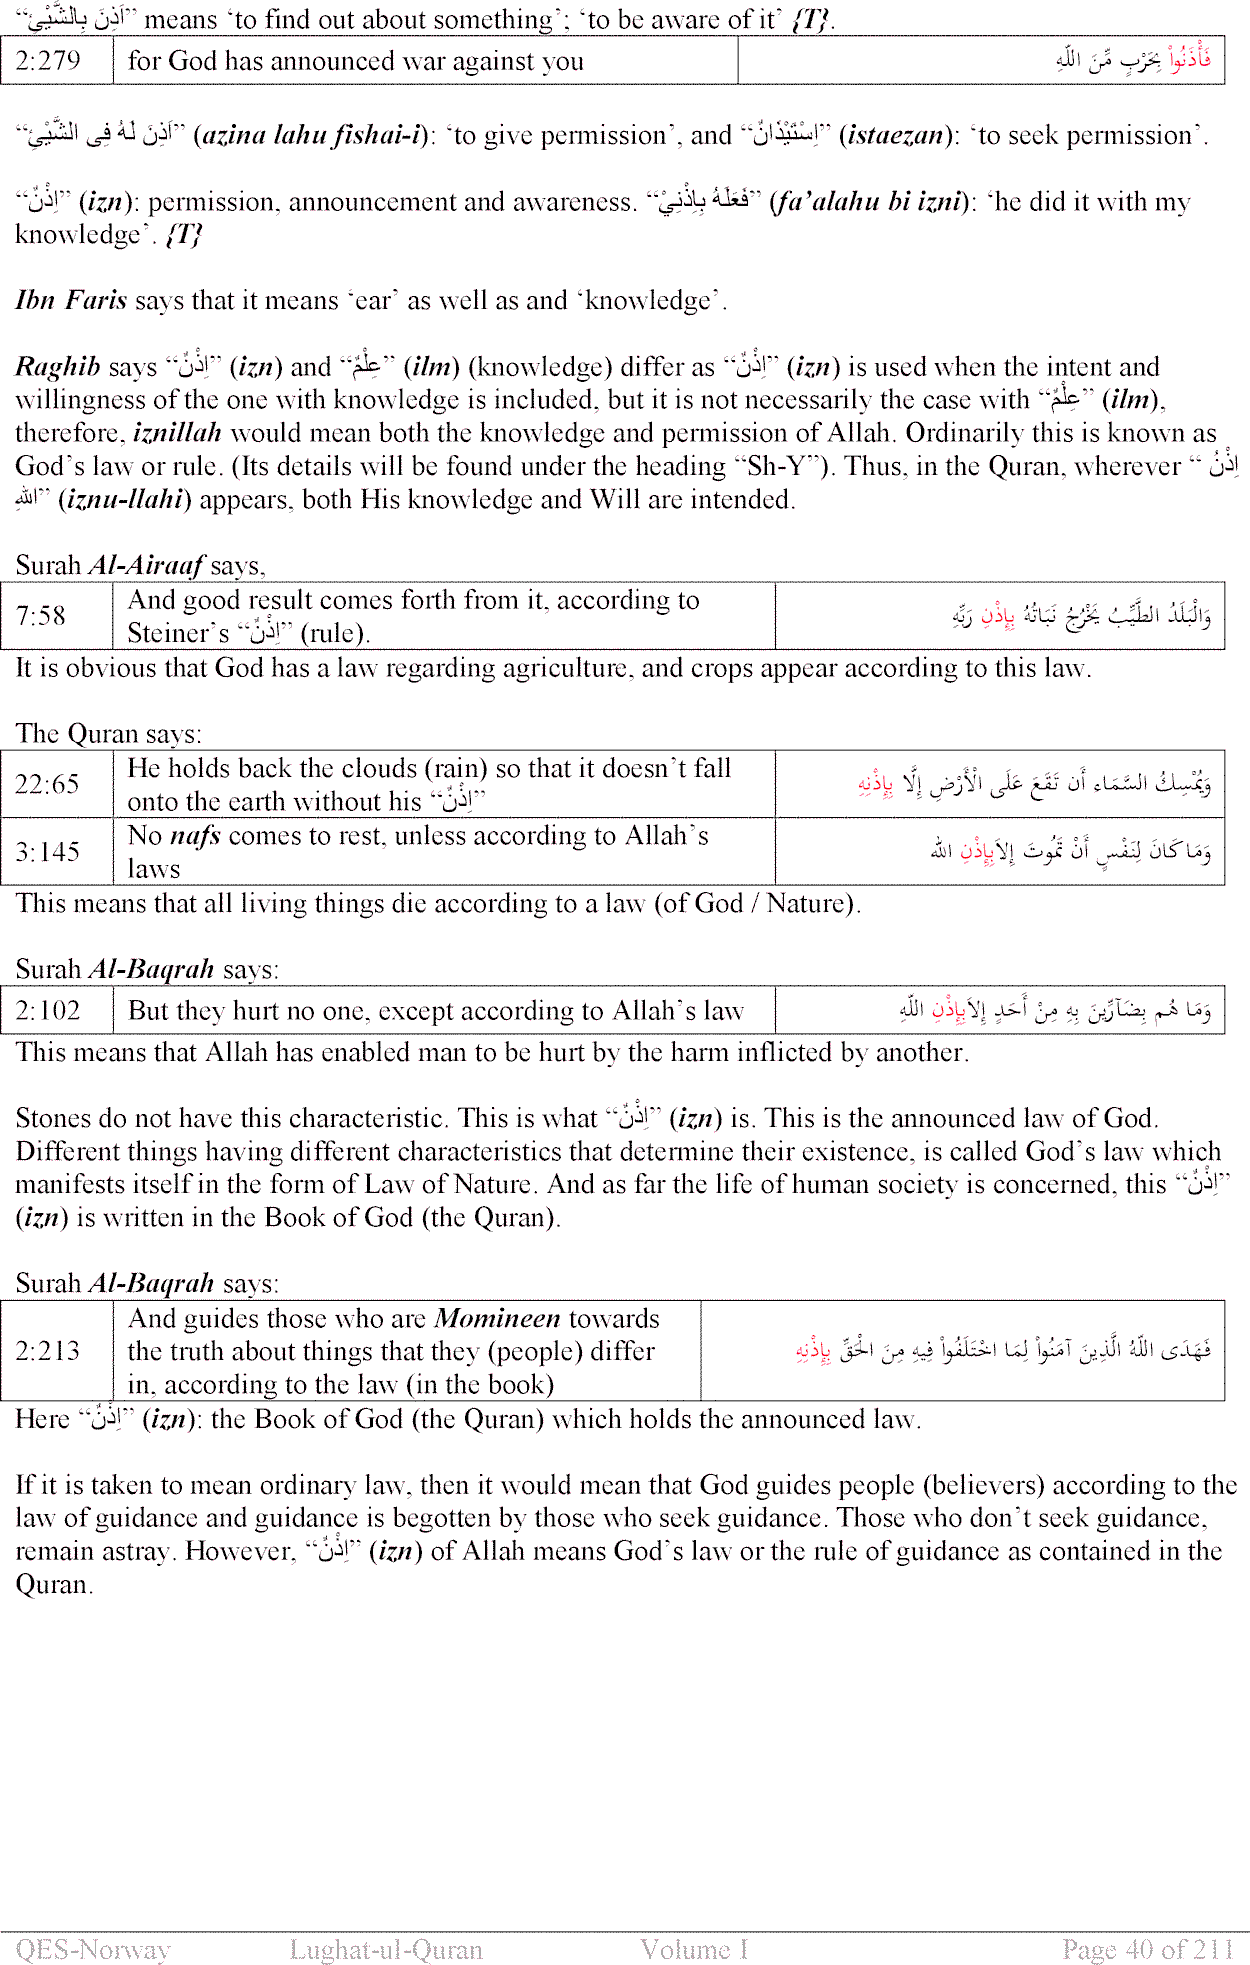 “اَذِنَ بِالشَّیْئِ” means ‘to find out about something’; ‘to be aware of it’ {T}.
2:279 for God has announced war against you فَأْذَنُواْ بِحَرْبٍ مِّنَ اللّهِ
“اَذِنَ لَہُ فِی الشَّیْئِ” (azina lahu fishai-i): ‘to give permission’, and “اِسْتَیْذَانٌ” (istaezan): ‘to seek permission’.
“اِذْنٌ” (izn): permission, announcement and awareness. “فَعَلَہُ بِاِذْنِیْ” (fa’alahu bi izni): ‘he did it with my
knowledge’. {T}
Ibn Faris says that it means ‘ear’ as well as and ‘knowledge’.
Raghib says “اِذْنٌ” (izn) and “عِلْمٌ” (ilm) (knowledge) differ as “اِذْنٌ” (izn) is used when the intent and
willingness of the one with knowledge is included, but it is not necessarily the case with “عِلْمٌ” (ilm),
therefore, iznillah would mean both the knowledge and permission of Allah. Ordinarily this is known as
God’s law or rule. (Its details will be found under the heading “Sh-Y”). Thus, in the Quran, wherever “اِذْنُ
اللہِ” (iznu-llahi) appears, both His knowledge and Will are intended.
Surah Al-Airaaf says,
7:58 And good result comes forth from it, according to
Steiner’s “اِذْنٌ” (rule). وَالْبَلَدُ الطَّيِّبُ يَخْرُجُ نَبَاتُهُ بِإِذْنِ رَبِّهِ
It is obvious that God has a law regarding agriculture, and crops appear according to this law.
The Quran says:
22:65 He holds back the clouds (rain) so that it doesn’t fall
onto the earth without his “اِذْنٌ” وَيُمْسِكُ السَّمَاء أَن تَقَعَ عَلَى الْأَرْضِ إِلَّا بِإِذْنِهِ
3:145 No nafs comes to rest, unless according to Allah’s
laws وَمَا كَانَ لِنَفْسٍ أَنْ تَمُوتَ إِلاَ بِإِذْنِ الله
This means that all living things die according to a law (of God / Nature).
Surah Al-Baqrah says:
2:102 But they hurt no one, except according to Allah’s law وَمَا هُم بِضَآرِّينَ بِهِ مِنْ أَحَدٍ إِلاَ بِإِذْنِ اللّهِ
This means that Allah has enabled man to be hurt by the harm inflicted by another.
Stones do not have this characteristic. This is what “اِذْنٌ” (izn) is. This is the announced law of God.
Different things having different characteristics that determine their existence, is called God’s law which
manifests itself in the form of Law of Nature. And as far the life of human society is concerned, this “اِذْنٌ”
(izn) is written in the Book of God (the Quran).
Surah Al-Baqrah says:
2:213 And guides those who are Momineen towards
the truth about things that they (people) differ
in, according to the law (in the book) فَهَدَى اللّهُ الَّذِينَ آمَنُواْ لِمَا اخْتَلَفُواْ فِيهِ مِنَ الْحَقِّ بِإِذْنِهِ
Here “اِذْنٌ” (izn): the Book of God (the Quran) which holds the announced law.
If it is taken to mean ordinary law, then it would mean that God guides people (believers) according to the
law of guidance and guidance is begotten by those who seek guidance. Those who don’t seek guidance,
remain astray. However, “اِذْنٌ” (izn) of Allah means God’s law or the rule of guidance as contained in the
Quran.
QES-Norway Lughat-ul-Quran Volume I Page 40 of 211